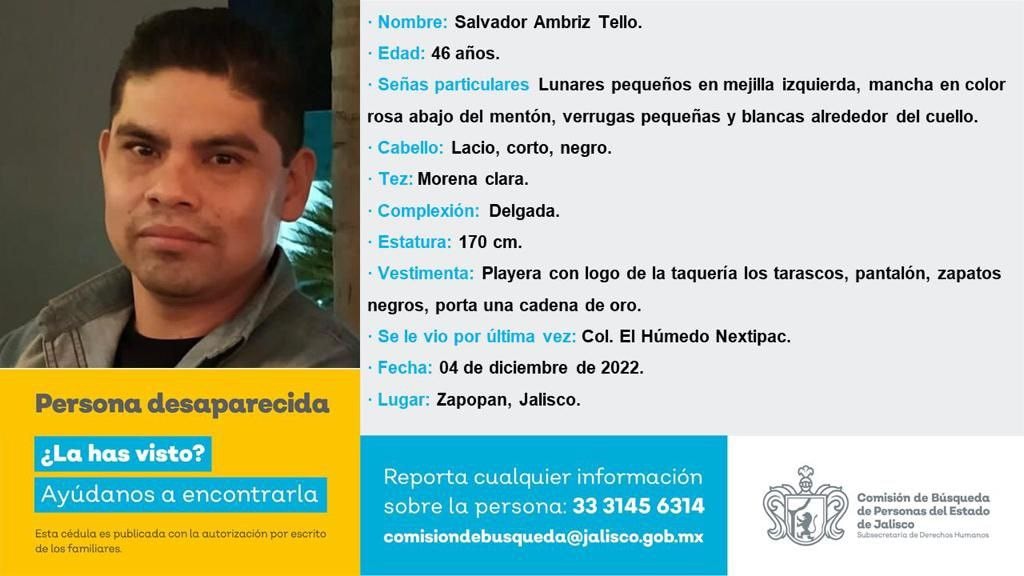 · Nombre: Salvador Ambriz Tello.
· Edad: 46 años.
· Señas particulares Lunares pequeños en mejilla izquierda, mancha en color
rosa abajo del mentón, verrugas pequeñas y blancas alrededor del cuello.
· Cabello: Lacio, corto, negro.
· Tez: Morena clara.
· Complexión: Delgada.
· Estatura: 170 cm.
· Vestimenta: Playera con logo de la taquería los tarascos, pantalón, zapatos
negros, porta una cadena de oro.
· Se le vio por última vez: Col. El Húmedo Nextipac.
· Fecha: 04 de diciembre de 2022.
· Lugar: Zapopan, Jalisco.
Persona desaparecida
¿La has visto?
Ayúdanos a encontrarla
Esta cédula es publicada con la autorización por escrito
de los familiares.
Reporta cualquier información
sobre la persona: 33 3145 6314
comisiondebusqueda@jalisco.gob.mx
Comisión de Búsqueda
de Personas del Estado
de Jalisco
Subsecretaría de Derechos Humanos